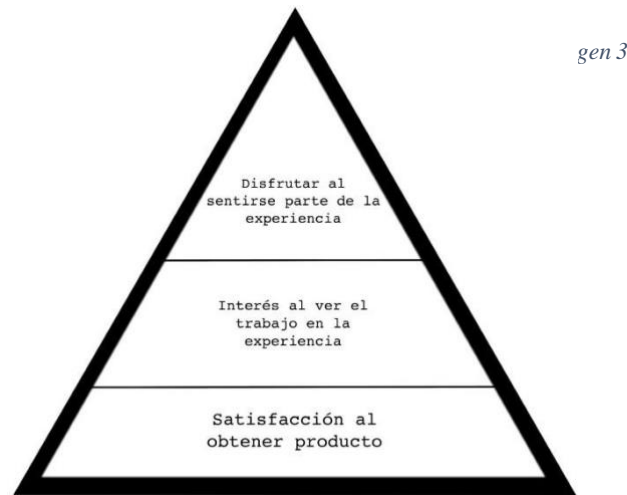 gen 3
Disfrutar al
sentirse parte de la
experiencia
Interés al ver el
trabajo en la
experiencia
Satisfacción al
obtener producto